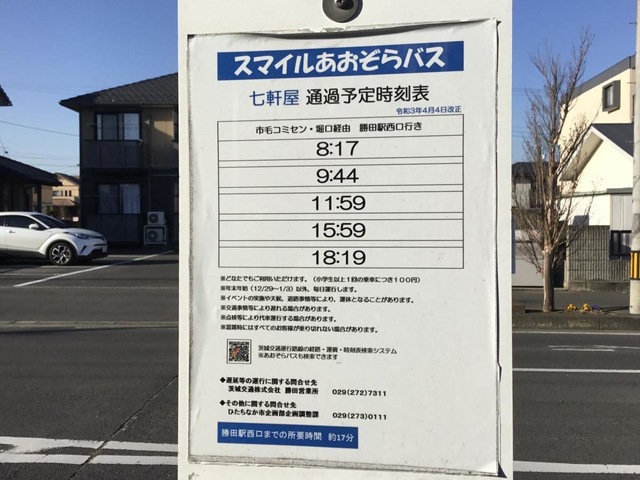 スマイルあおぞらバス
七軒屋 通過予定時刻表
令和3年4月4日改正
市毛コミセン・堀口経由 勝田駅西口行き
8:17
9:44
11:59
15:59
18:19
※どなたでもご利用いただけます。(小学生以上1回の乗車につき100円)
※年末年始(12/29~1/3)以外、毎日運行します。
※イベントの実施や天候、道路事情等により、運休となることがあります。
※交通事情等により遅れる場合があります。
※点検等により代車運行する場合があります。
※混雑時にはすべてのお客様が乗り切れない場合があります。
茨城交通運行路線の経路・運賃・時刻表検索システム
※あおぞらバスも検索できます
◆遅延等の運行に関する問合せ先
茨城交通株式会社 勝田営業所 029(272)7311
◆その他に関する問合せ先
ひたちなか市企画部企画調整課 029(273)0111
勝田駅西口までの所要時間 約17分